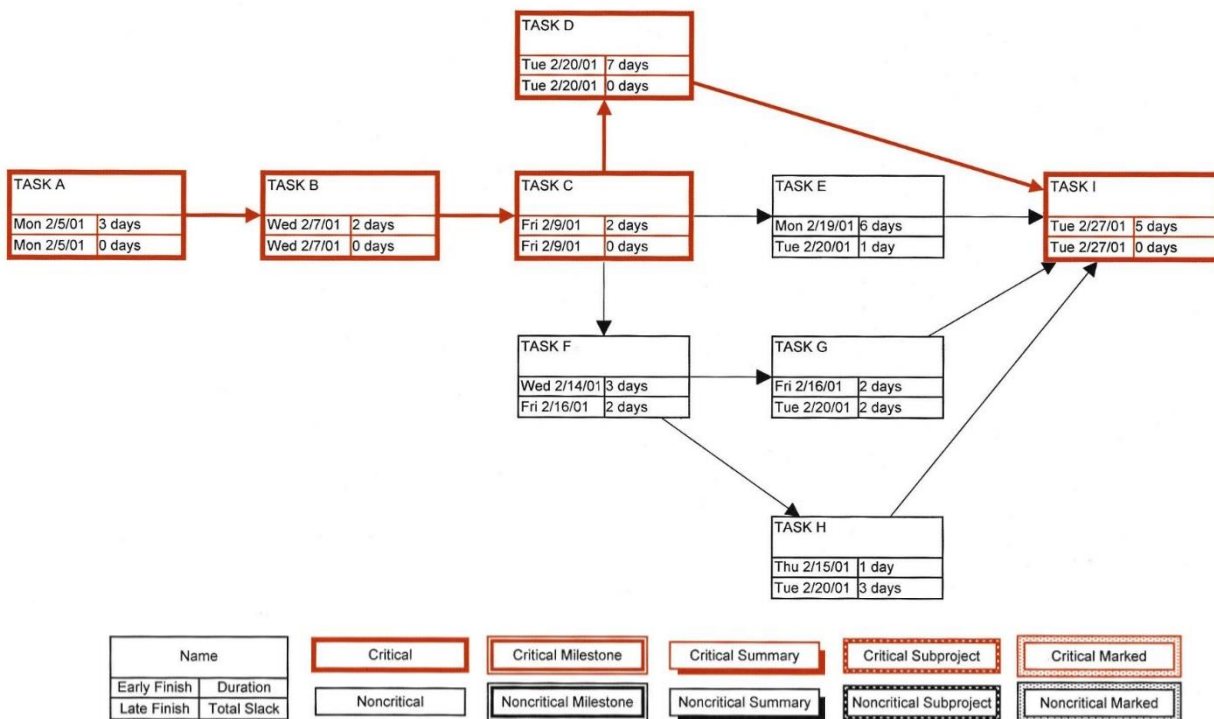 TASK D
Tue 2/20/01 7 days
Tue 2/20/01 0 days
TASK A
Mon 2/5/01 3 days
Mon 2/5/01 0 days
TASK B
Wed 2/7/01 2 days
Wed 2/7/01 0 days
TASK C
Fri 2/9/01 2 days
Fri 2/9/01 0 days
TASK E
Mon 2/19/01 6 days
Tue 2/20/01 1 day
TASK I
Tue 2/27/01 5 days
Tue 2/27/01 0 days
TASK F
Wed 2/14/01 3 days
Fri 2/16/01 2 days
TASK G
Fri 2/16/01 2 days
Tue 2/20/01 2 days
TASK H
Thu 2/15/01 1 day
Tue 2/20/01 3 days
Name
Early Finish Duration
Late Finish Total Slack
Critical
Critical Milestone
Critical Summary
Critical Subproject
Critical Marked
Noncritical
Noncritical Milestone
Noncritical Summary
Noncritical Subproject
Noncritical Marked